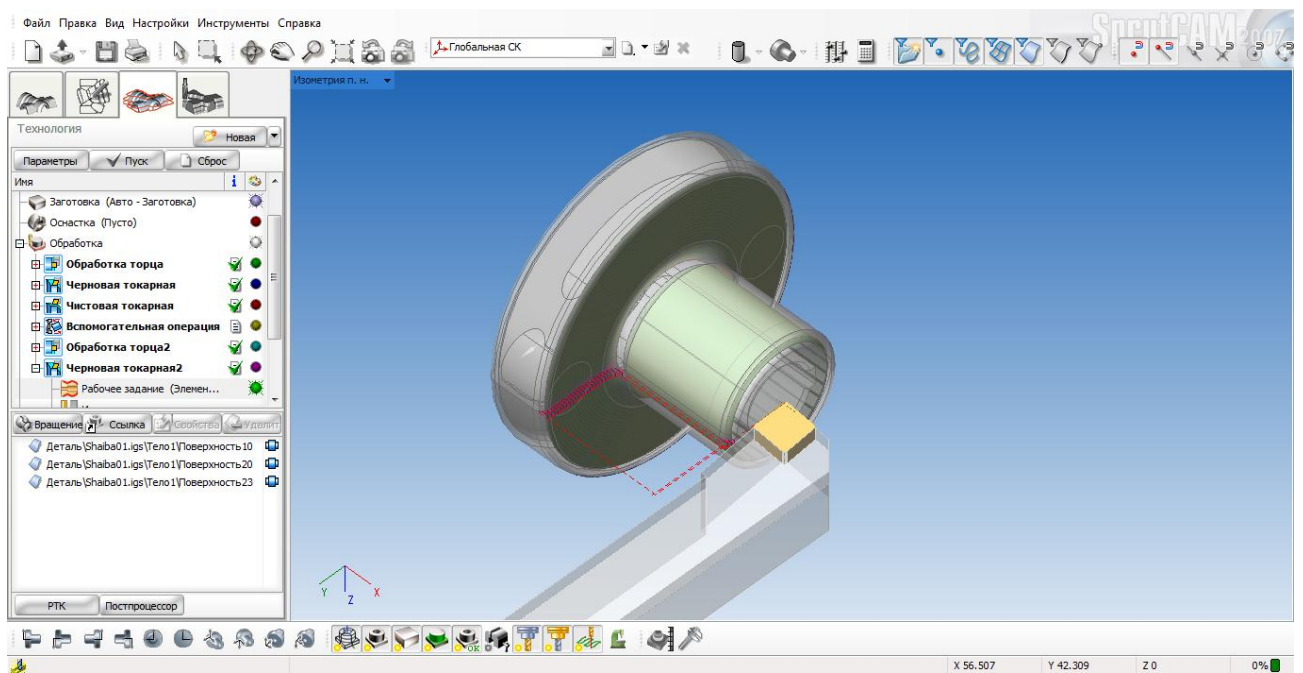 Файл Правка Вид Настройки Инструменты Справка
SprutCAM 2007
Глобальная СК
Изометрия п. н.
Технология
Новая
Параметры Пуск Сброс
Имя
Заготовка (Авто - Заготовка)
Оснастка (Пусто)
Обработка
Обработка торца
Черновая токарная
Чистовая токарная
Вспомогательная операция
Обработка торца2
Черновая токарная2
Рабочее задание (Элемен...
Вращение Ссылка Свойства Удалит
Деталь\Shaiba01.igs\Тело1\Поверхность10
Деталь\Shaiba01.igs\Тело1\Поверхность20
Деталь\Shaiba01.igs\Тело1\Поверхность23
Y Z X
РТК Постпроцессор
X 56.507 Y 42.309 Z 0 0%